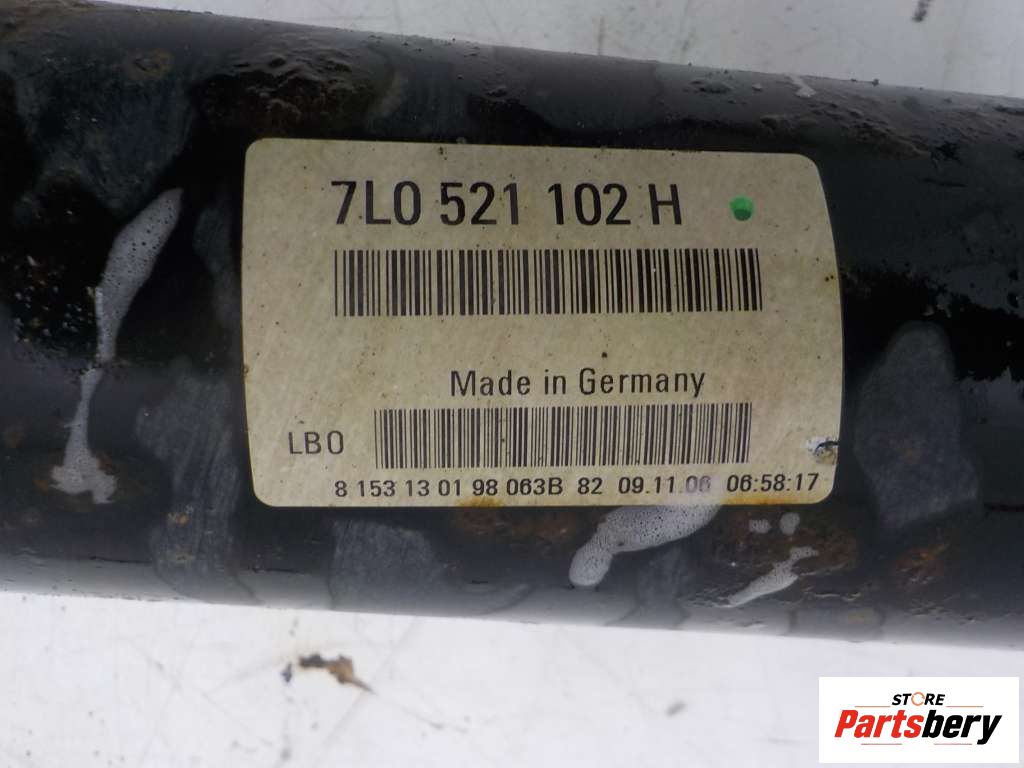 7L0 521 102 H
Made in Germany
LB0
8 153 13 01 98 063B 82 09.11.06 06:58:17
STORE
Partsbery